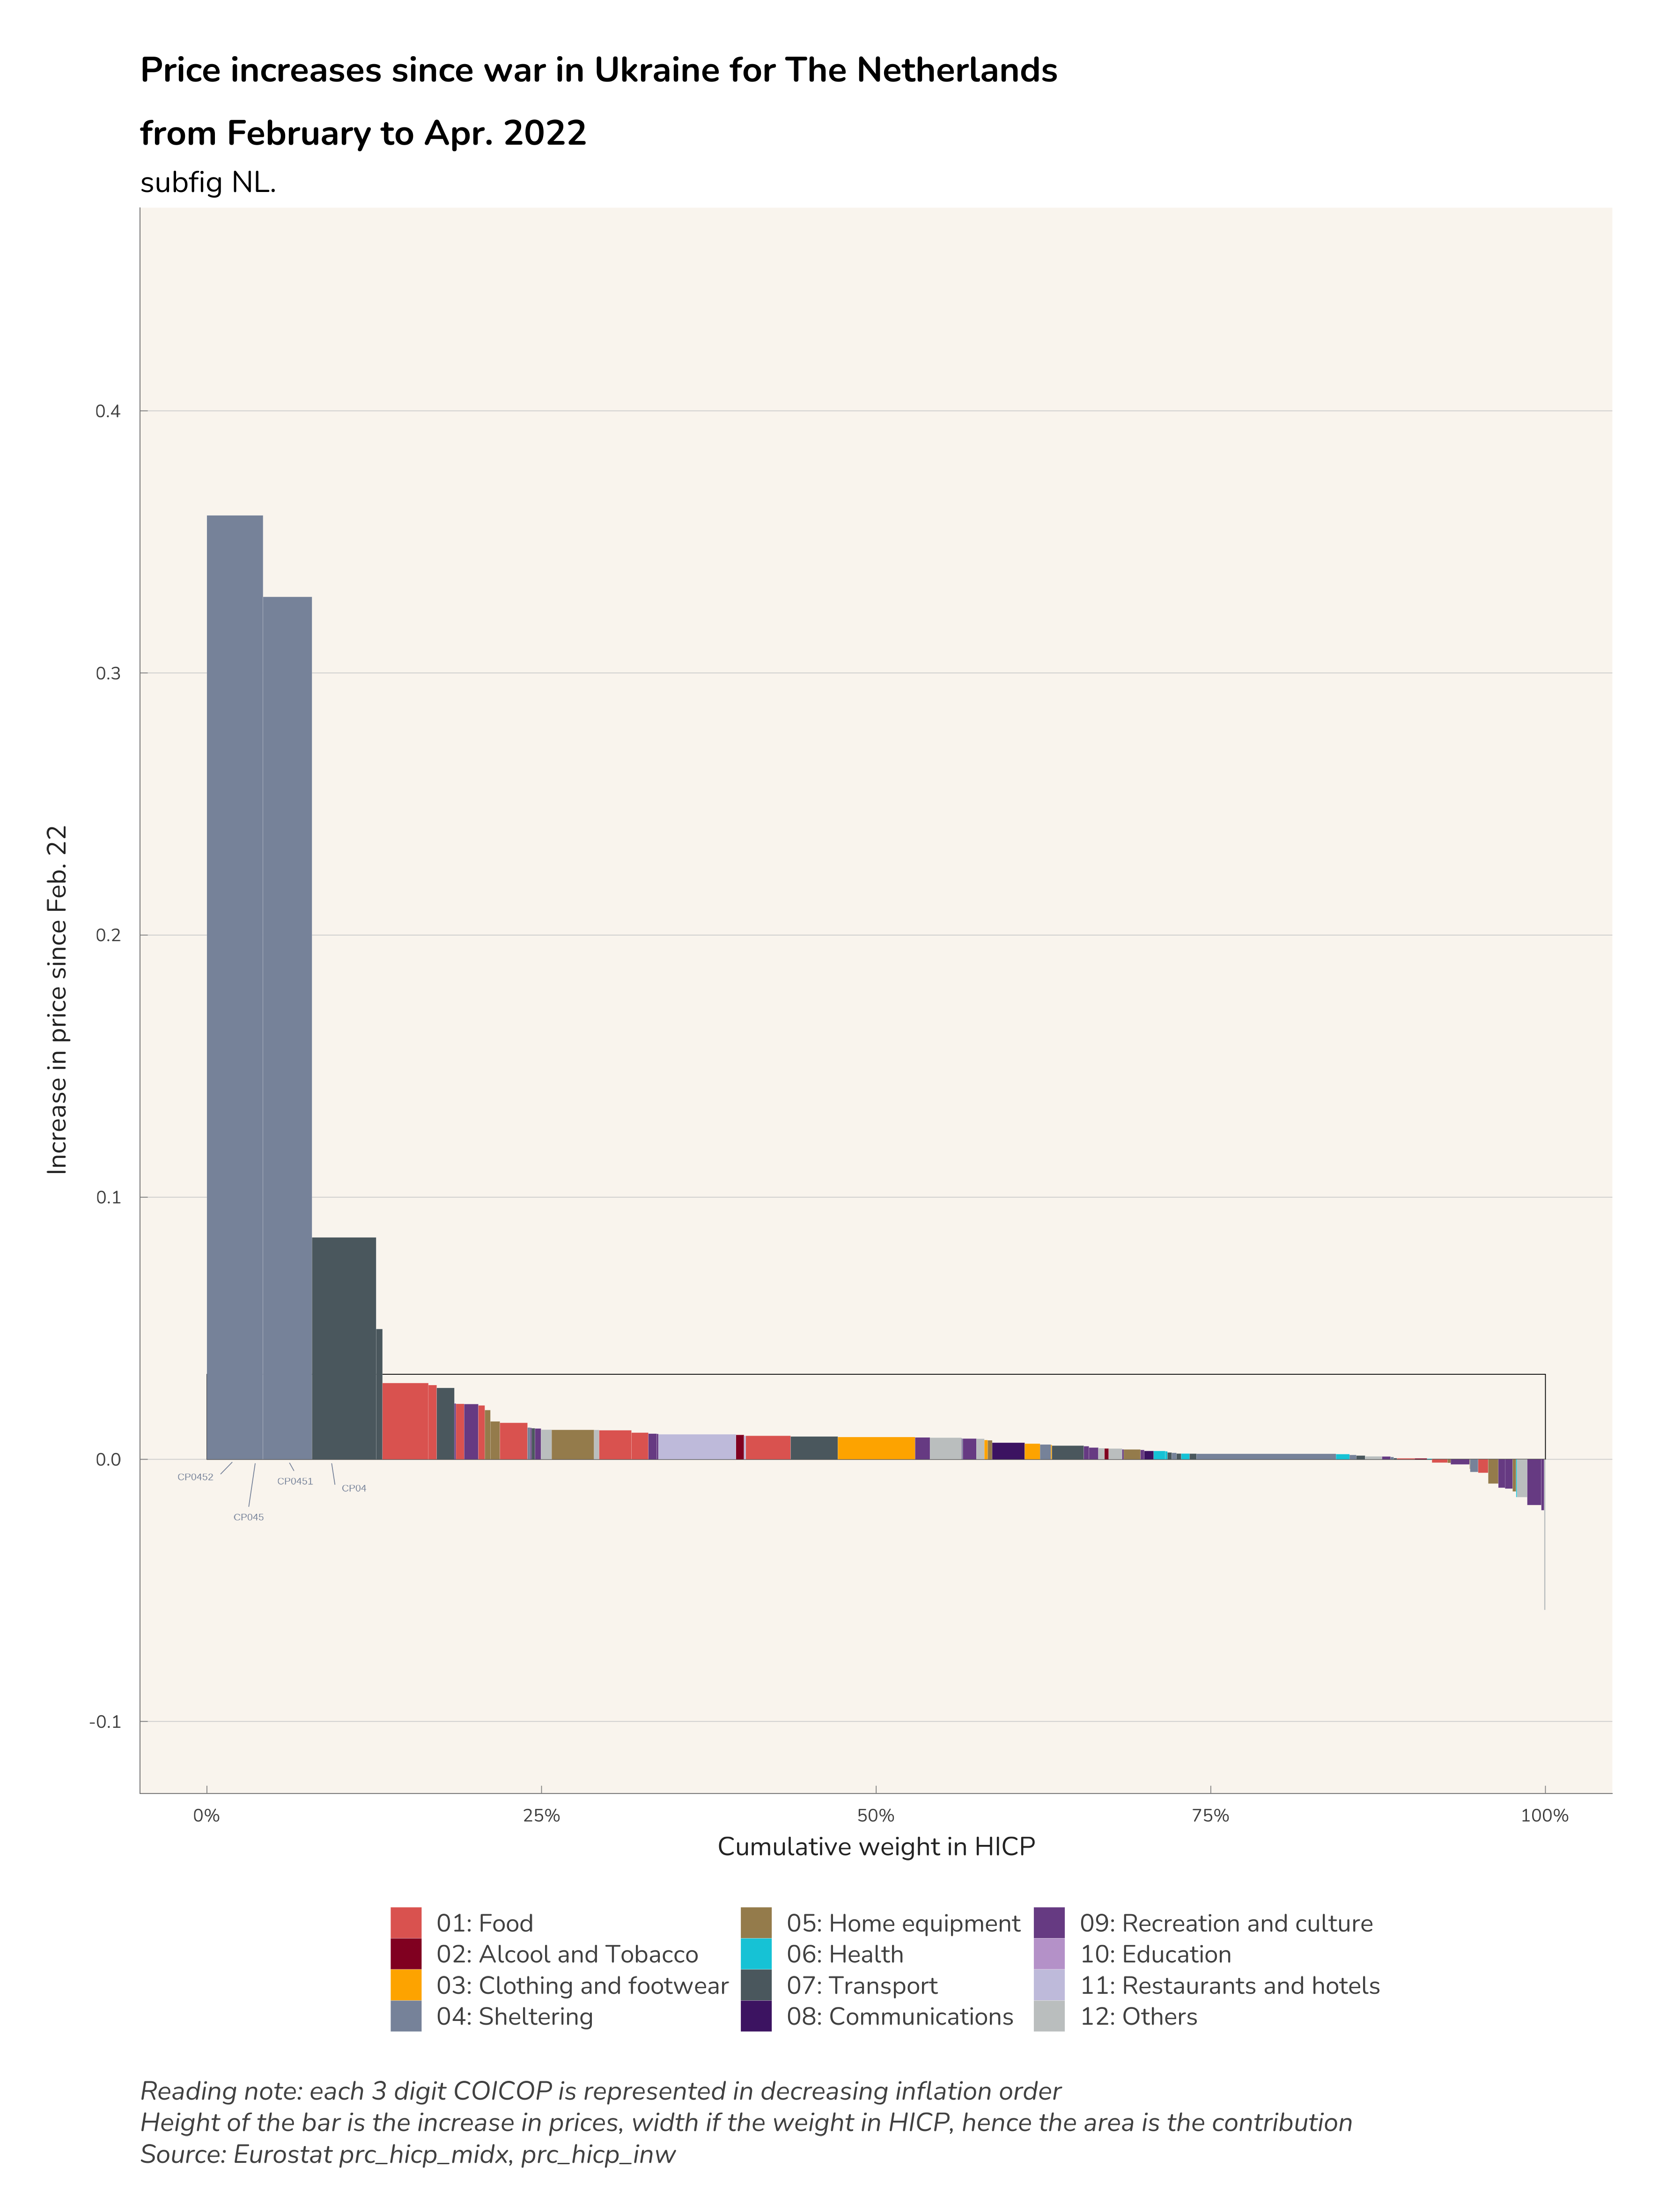 Price increases since war in Ukraine for The Netherlands
from February to Apr. 2022
subfig NL.
Increase in price since Feb. 22
0.4
0.3
0.2
0.1
0.0
-0.1
CP0452
CP045
CP0451
CP04
0%
25%
50%
75%
100%
Cumulative weight in HICP
01: Food
02: Alcool and Tobacco
03: Clothing and footwear
04: Sheltering
05: Home equipment
06: Health
07: Transport
08: Communications
09: Recreation and culture
10: Education
11: Restaurants and hotels
12: Others
Reading note: each 3 digit COICOP is represented in decreasing inflation order
Height of the bar is the increase in prices, width if the weight in HICP, hence the area is the contribution
Source: Eurostat prc_hicp_midx, prc_hicp_inw